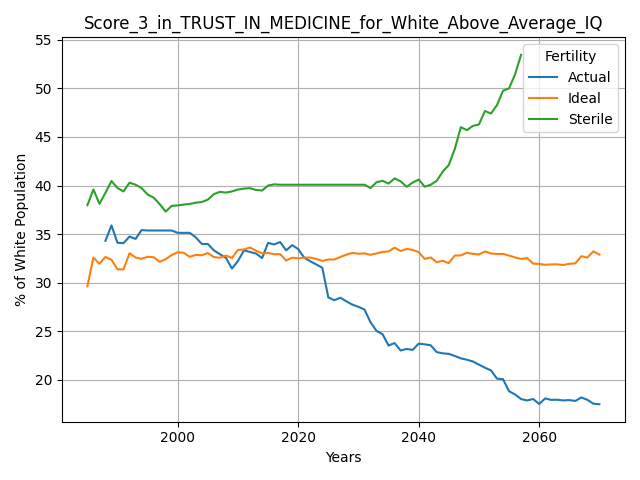 Score_3_in_TRUST_IN_MEDICINE_for_White_Above_Average_IQ
% of White Population
55
50
45
40
35
30
25
20
Fertility
Actual
Ideal
Sterile
2000
2020
2040
2060
Years